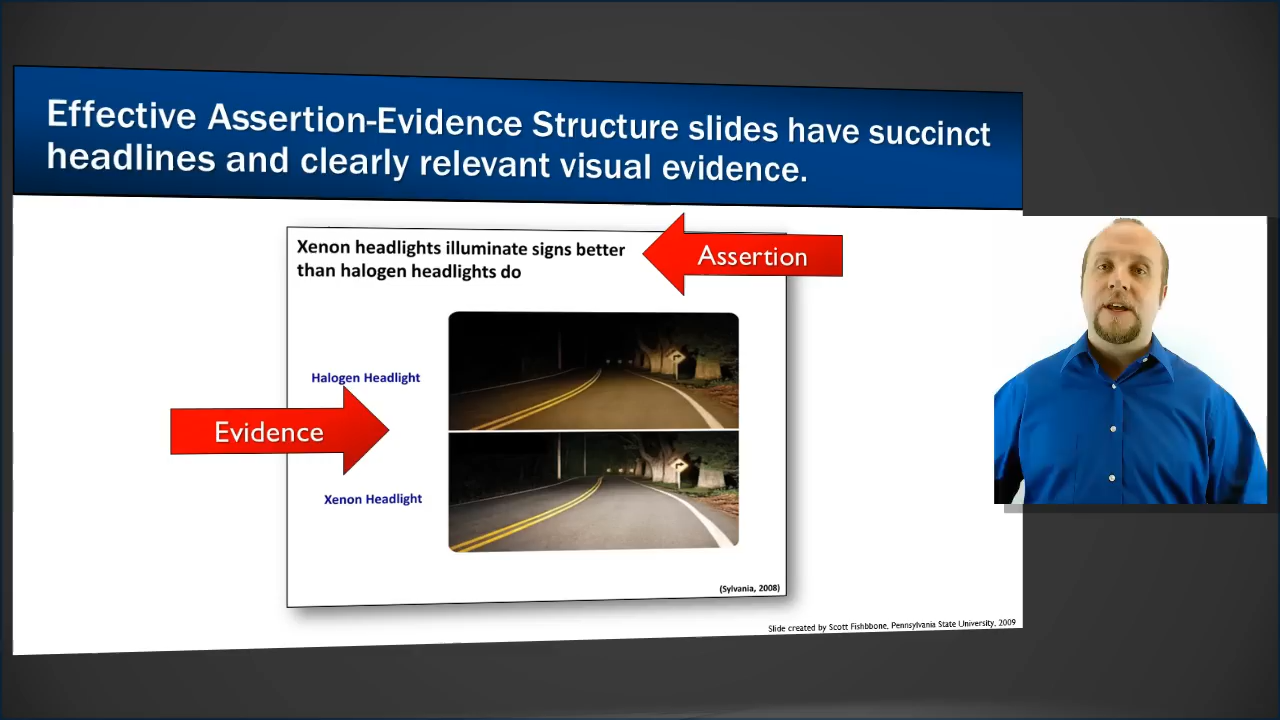 Effective Assertion-Evidence Structure slides have succinct
headlines and clearly relevant visual evidence.
Xenon headlights illuminate signs better
than halogen headlights do
Assertion
Halogen Headlight
Evidence
Xenon Headlight
(Sylvania, 2008)
Slide created by Scott Fishbbone, Pennsylvania State University, 2009